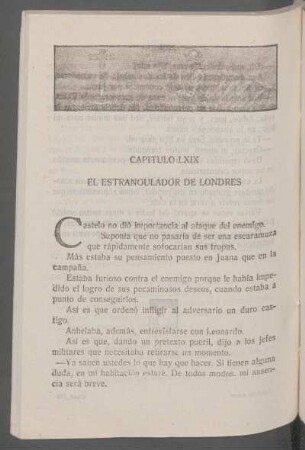 CAPITULO LXIX
EL ESTRANGULADOR DE LONDRES
Castelo no dió importancia al ataque del enemigo.
Suponía que no pasaría de ser una escaramuza
que rápidamente sofocarían sus tropas.
Más estaba su pensamiento puesto en Juana que en la
campaña.
Estaba furioso contra el enemigo porque le había impe-
dido el logro de sus pecaminosos deseos, cuando estaba a
punto de conseguirlos.
Así es que ordenó infligir al adversario un duro cas-
tigo.
Anhelaba, además, entrevistarse con Leonardo.
Así es que, dando un pretexto pueril, dijo a los jefes
militares que necesitaba retirarse un momento.
—Ya saben ustedes lo que hay que hacer. Si tienen alguna
duda, en mi habitación estaré. De todos modos, mi ausen-
cia será breve.